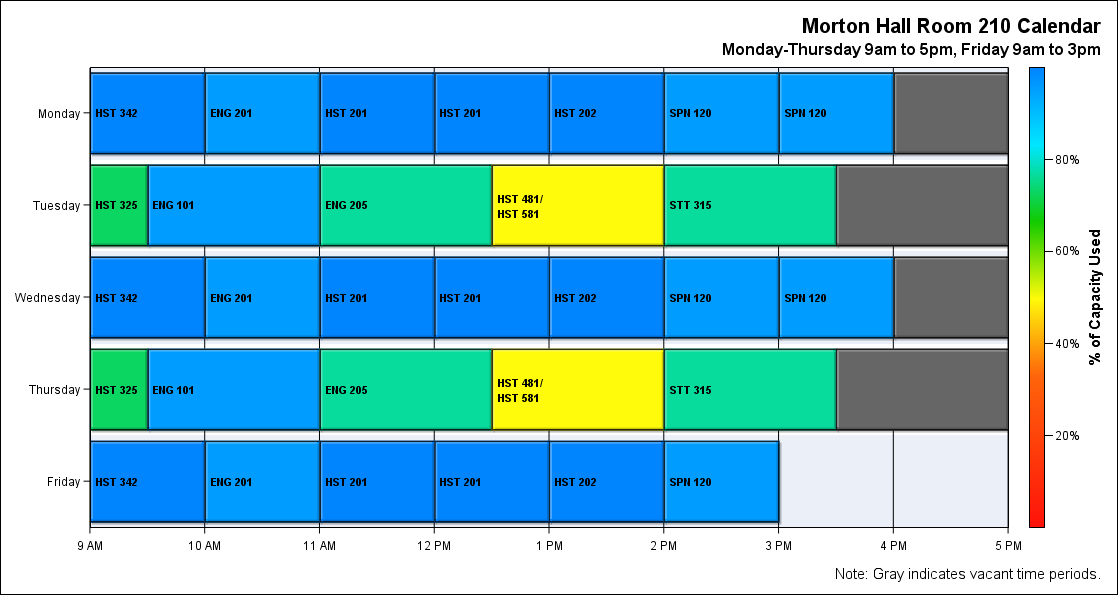 Morton Hall Room 210 Calendar
Monday-Thursday 9am to 5pm, Friday 9am to 3pm
Monday
HST 342
ENG 201
HST 201
HST 201
HST 202
SPN 120
SPN 120
Tuesday
HST 325
ENG 101
ENG 205
HST 481/
HST 581
STT 315
Wednesday
HST 342
ENG 201
HST 201
HST 201
HST 202
SPN 120
SPN 120
Thursday
HST 325
ENG 101
ENG 205
HST 481/
HST 581
STT 315
Friday
HST 342
ENG 201
HST 201
HST 201
HST 202
SPN 120
9 AM
10 AM
11 AM
12 PM
1 PM
2 PM
3 PM
4 PM
5 PM
80%
60%
40%
20%
% of Capacity Used
Note: Gray indicates vacant time periods.